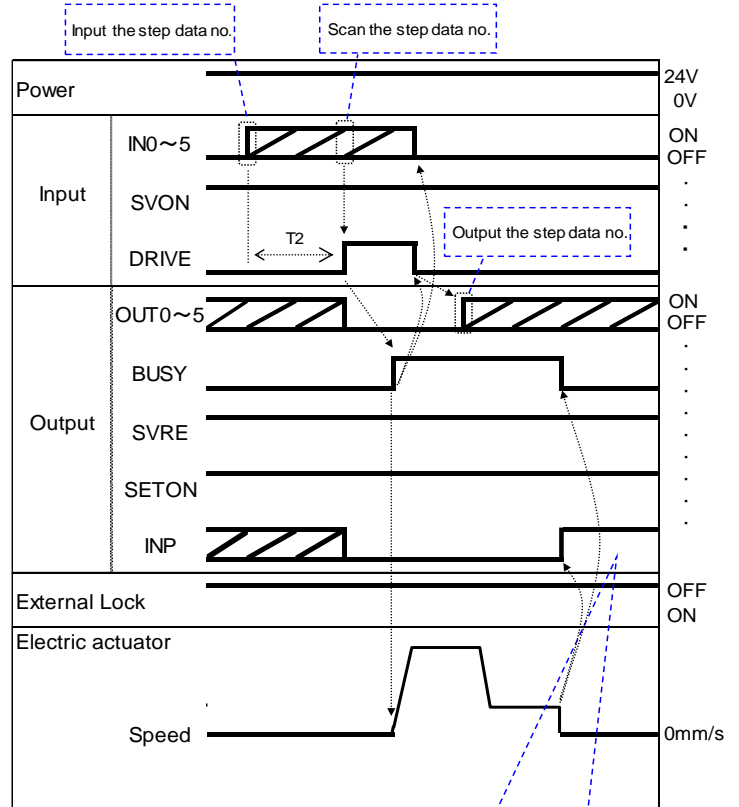 Input the step data no.
Scan the step data no.
Power
24V
0V
Input
IN0～5
ON
OFF
SVON
T2
DRIVE
Output the step data no.
Output
OUT0～5
ON
OFF
BUSY
SVRE
SETON
INP
External Lock
OFF
ON
Electric actuator
Speed
0mm/s